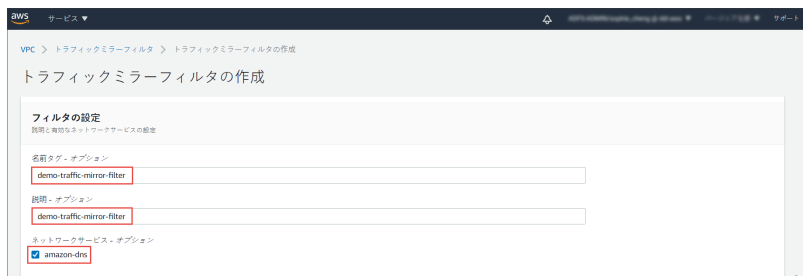 aws サービス ▼ サポート
VPC > トラフィックミラーフィルタ > トラフィックミラーフィルタの作成
トラフィックミラーフィルタの作成
フィルタの設定
説明と有効なネットワークサービスの設定
名前タグ - オプション
demo-traffic-mirror-filter
説明 - オプション
demo-traffic-mirror-filter
ネットワークサービス - オプション
amazon-dns